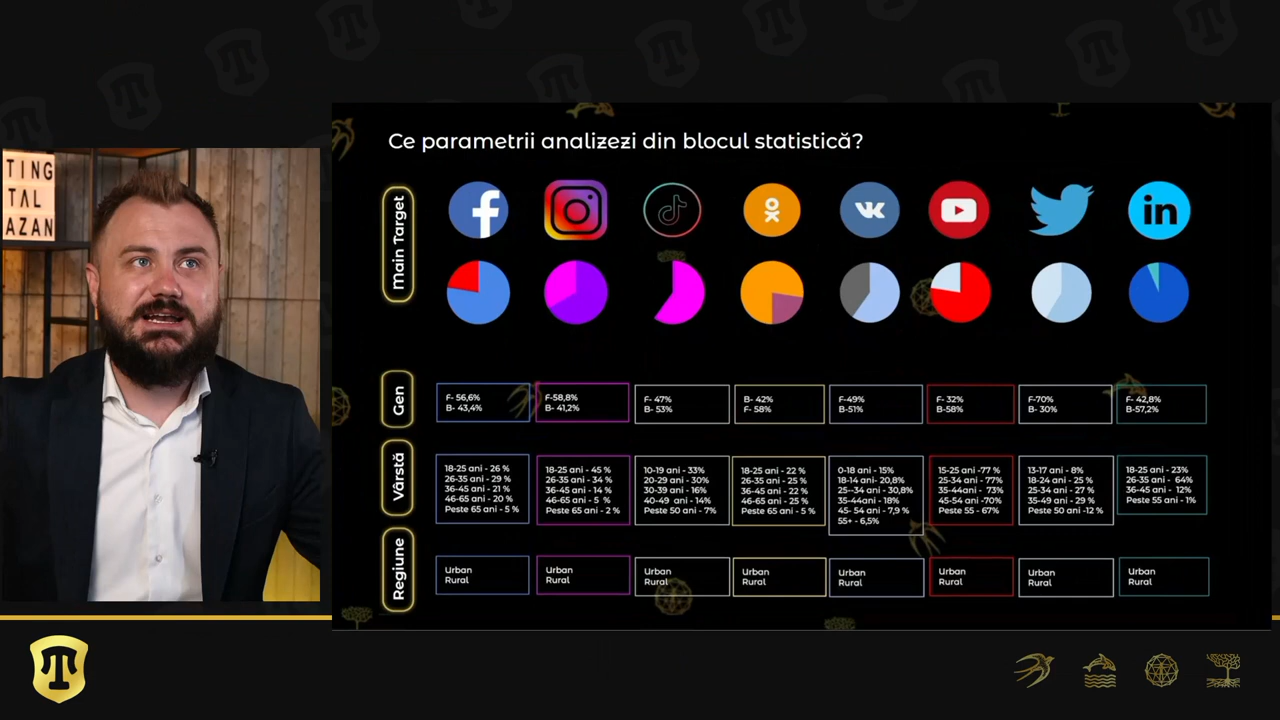 TING
TAL
AZAN
Ce parametrii analizezi din blocul statistică?
Main Target
Gen
F- 56,6%
B- 43,4%
F-58,8%
B- 41,2%
F- 47%
B- 53%
B- 42%
F- 58%
F-49%
B-51%
F- 32%
B-58%
F-70%
B- 30%
F- 42,8%
B-57,2%
Vârstă
18-25 ani - 26 %
26-35 ani - 29 %
36-45 ani - 21 %
46-65 ani - 20 %
Peste 65 ani - 5 %
18-25 ani - 45 %
26-35 ani - 34 %
36-45 ani - 14 %
46-65 ani - 5 %
Peste 65 ani - 2 %
10-19 ani - 33%
20-29 ani - 30%
30-39 ani - 16%
40-49 ani - 14%
Peste 50 ani - 7%
18-25 ani - 22 %
26-35 ani - 25 %
36-45 ani - 22 %
46-65 ani - 25 %
Peste 65 ani - 5 %
0-18 ani - 15%
18-14 ani- 20,8%
25--34 ani - 30,8%
35-44ani - 18%
45- 54 ani - 7,9 %
55+ - 6,5%
15-25 ani -77 %
25-34 ani - 77%
35-44ani - 73%
45-54 ani -70%
Peste 55 - 67%
13-17 ani - 8%
18-24 ani - 25 %
25-34 ani - 27 %
35-49 ani - 29 %
Peste 50 ani -12 %
18-25 ani - 23%
26-35 ani - 64%
36-45 ani - 12%
Peste 55 ani - 1%
Regiune
Urban
Rural
Urban
Rural
Urban
Rural
Urban
Rural
Urban
Rural
Urban
Rural
Urban
Rural
Urban
Rural